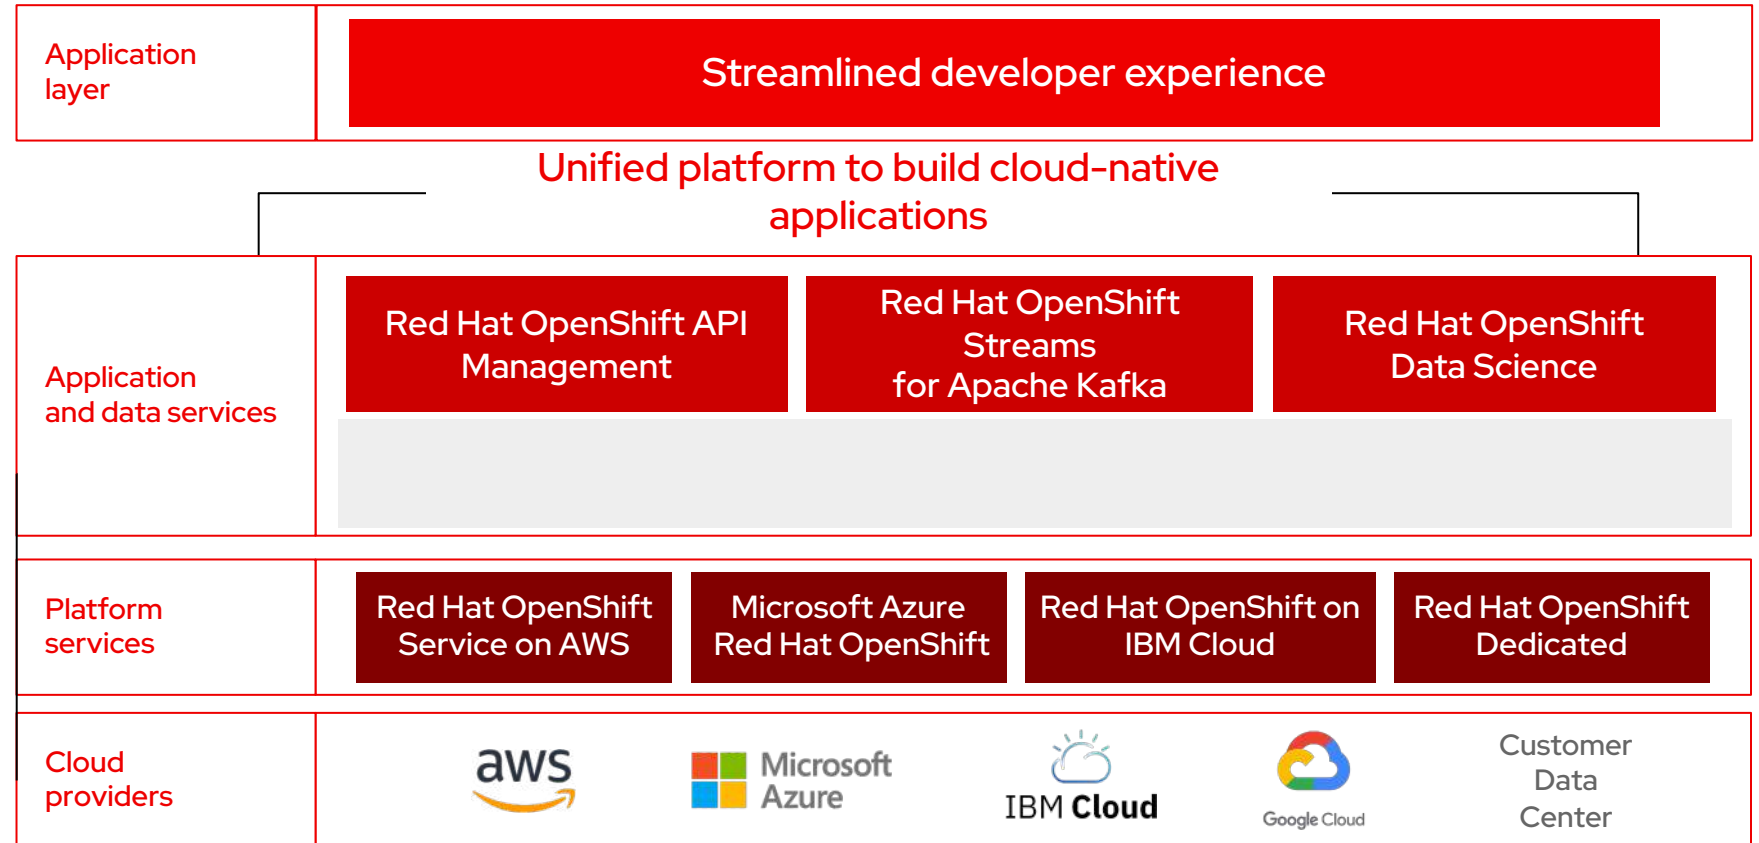 Application
layer
Streamlined developer experience
Unified platform to build cloud-native
applications
Application
and data services
Red Hat OpenShift API
Management
Red Hat OpenShift
Streams
for Apache Kafka
Red Hat OpenShift
Data Science
Platform
services
Red Hat OpenShift
Service on AWS
Microsoft Azure
Red Hat OpenShift
Red Hat OpenShift on
IBM Cloud
Red Hat OpenShift
Dedicated
Cloud
providers
aws
Microsoft
Azure
IBM Cloud
Google Cloud
Customer
Data
Center